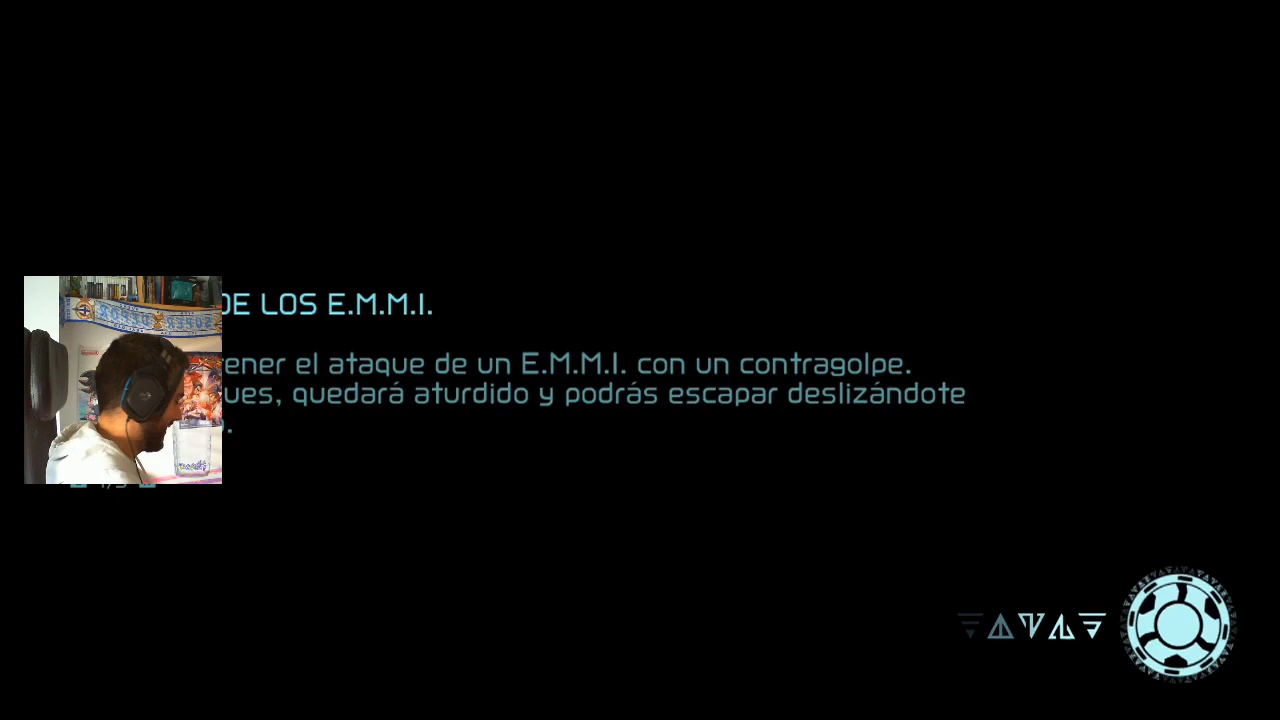 DE LOS E.M.M.I.
ener el ataque de un E.M.M.I. con un contragolpe.
ues, quedará aturdido y podrás escapar deslizándote